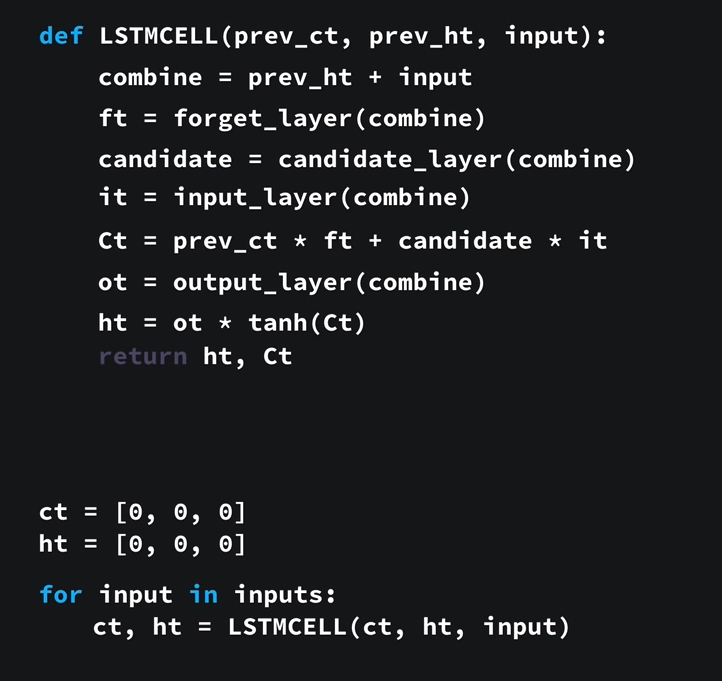 def LSTMCELL(prev_ct, prev_ht, input):
combine = prev_ht + input
ft = forget_layer(combine)
candidate = candidate_layer(combine)
it = input_layer(combine)
Ct = prev_ct * ft + candidate * it
ot = output_layer(combine)
ht = ot * tanh(Ct)
return ht, Ct
ct = [0, 0, 0]
ht = [0, 0, 0]
for input in inputs:
ct, ht = LSTMCELL(ct, ht, input)